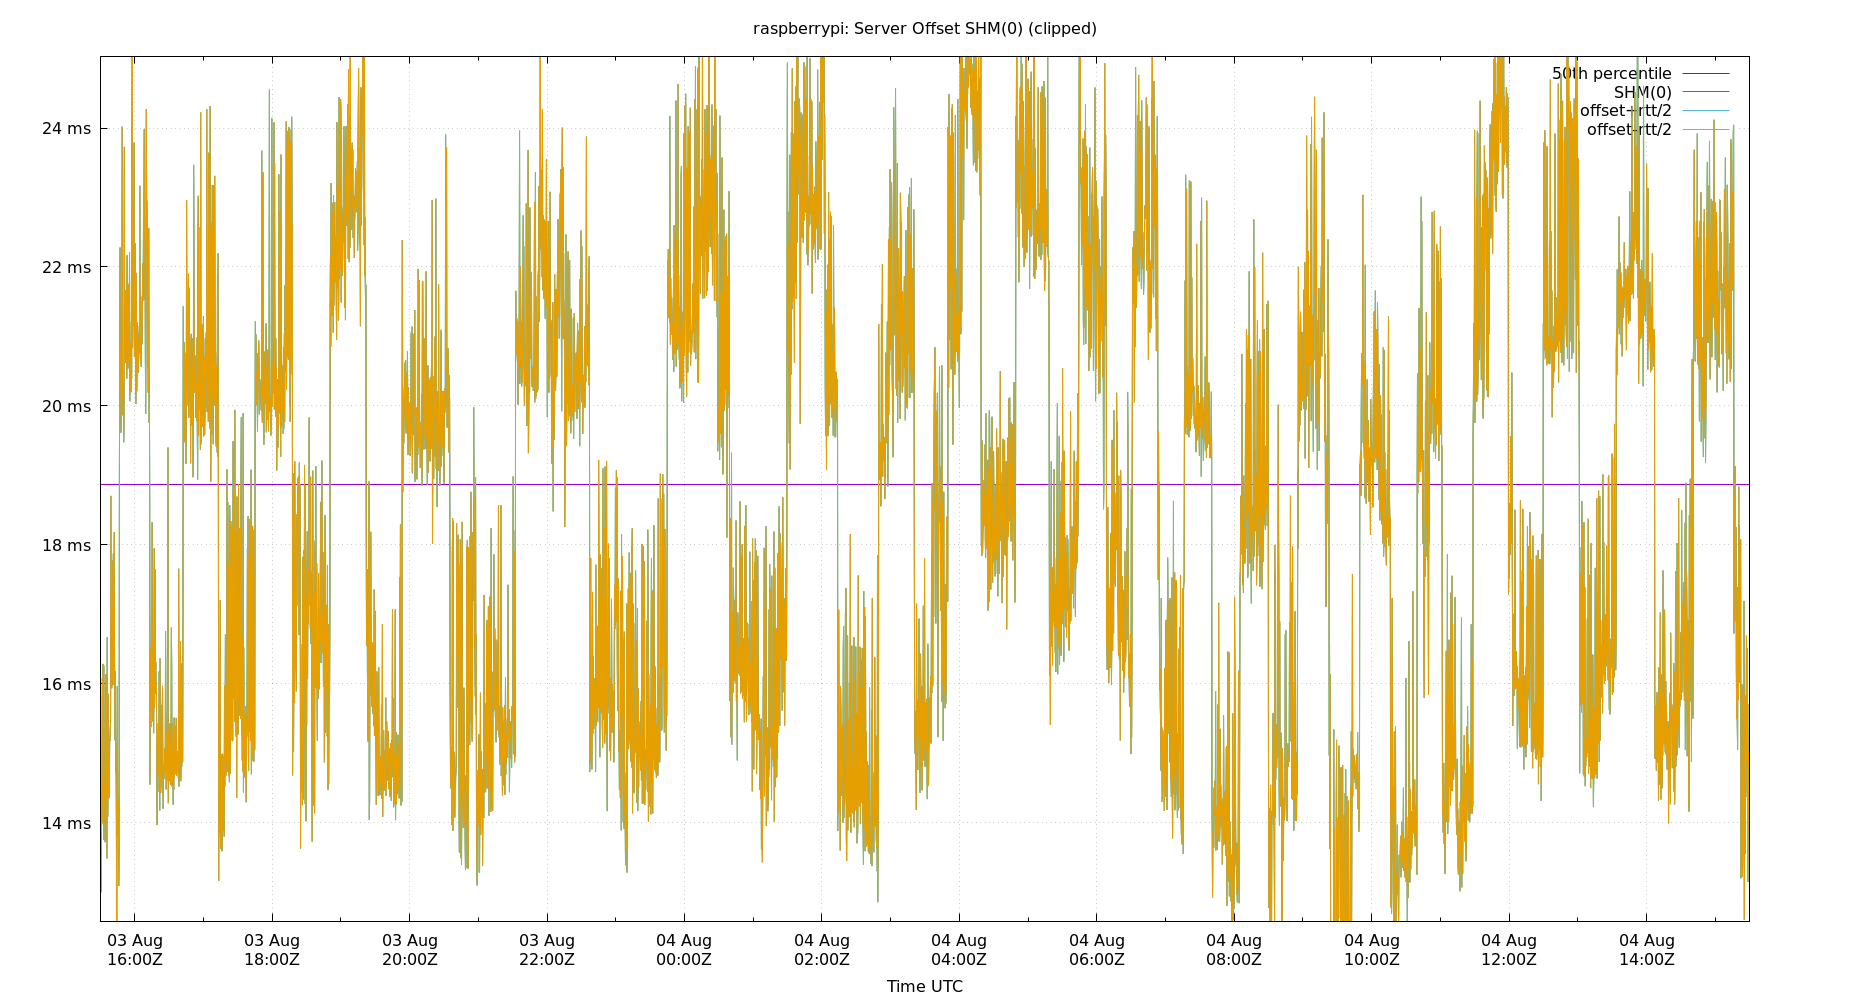 raspberrypi: Server Offset SHM(0) (clipped)
50th percentile
SHM(0)
offset+rtt/2
offset-rtt/2
24 ms
22 ms
20 ms
18 ms
16 ms
14 ms
03 Aug 03 Aug 03 Aug 03 Aug 04 Aug 04 Aug 04 Aug 04 Aug 04 Aug 04 Aug 04 Aug 04 Aug
16:00Z 18:00Z 20:00Z 22:00Z 00:00Z 02:00Z 04:00Z 06:00Z 08:00Z 10:00Z 12:00Z 14:00Z
Time UTC